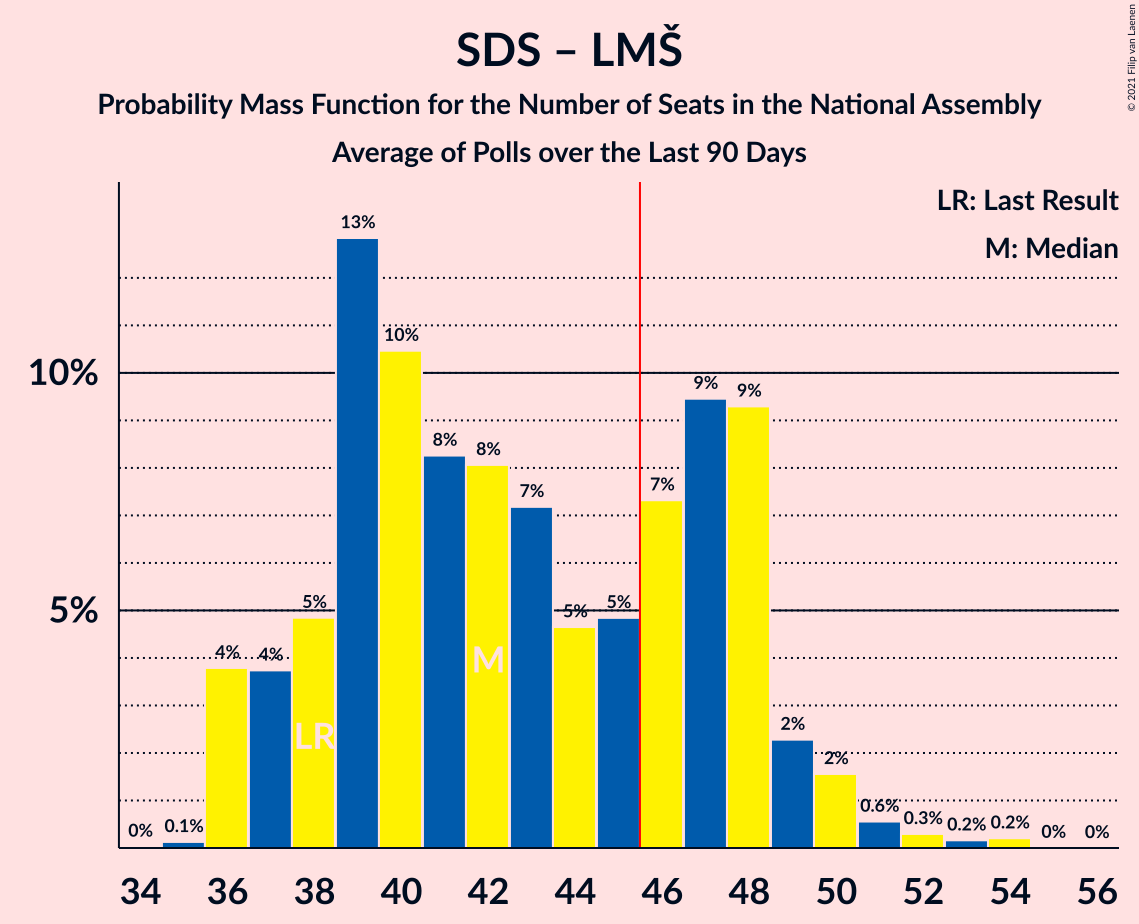 SDS – LMŠ
Probability Mass Function for the Number of Seats in the National Assembly
Average of Polls over the Last 90 Days
© 2021 Filip van Laenen
LR: Last Result
M: Median
10%
5%
0%
0.1%
4%
4%
5%
13%
10%
8%
8%
7%
5%
5%
7%
9%
9%
2%
2%
0.6%
0.3%
0.2%
0.2%
0%
0%
LR
M
34 36 38 40 42 44 46 48 50 52 54 56